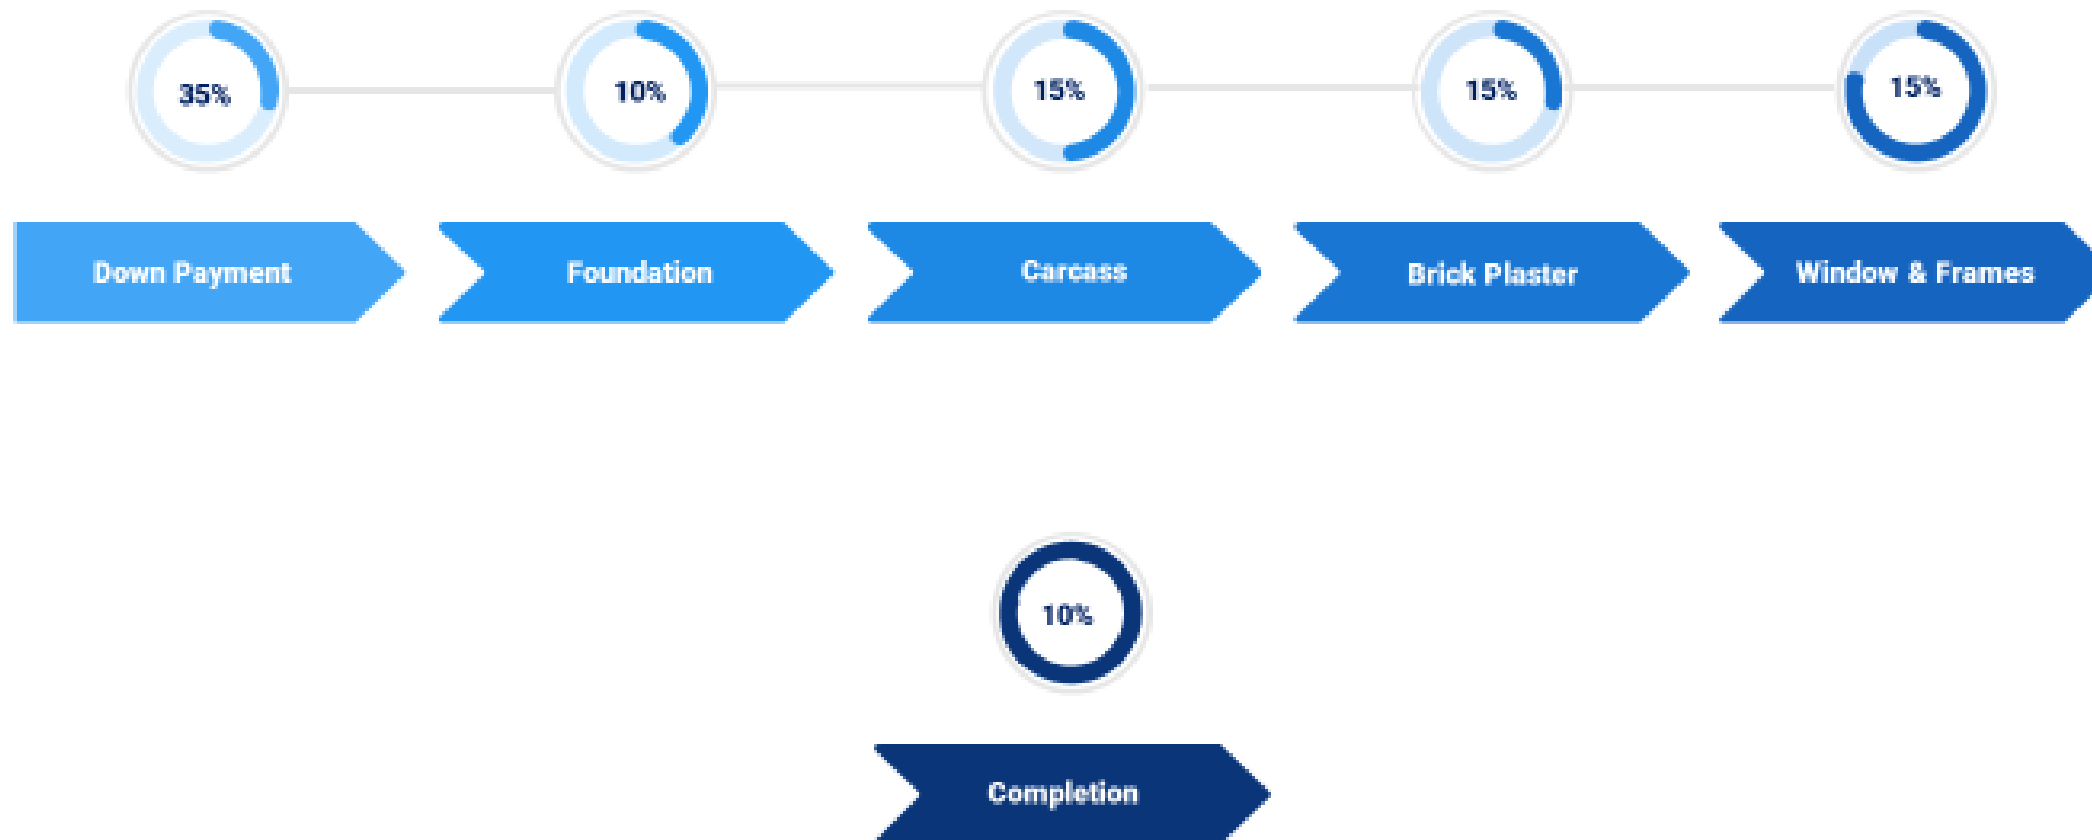 35%
10%
15%
15%
15%
Down Payment
Foundation
Carcass
Brick Plaster
Window & Frames
10%
Completion